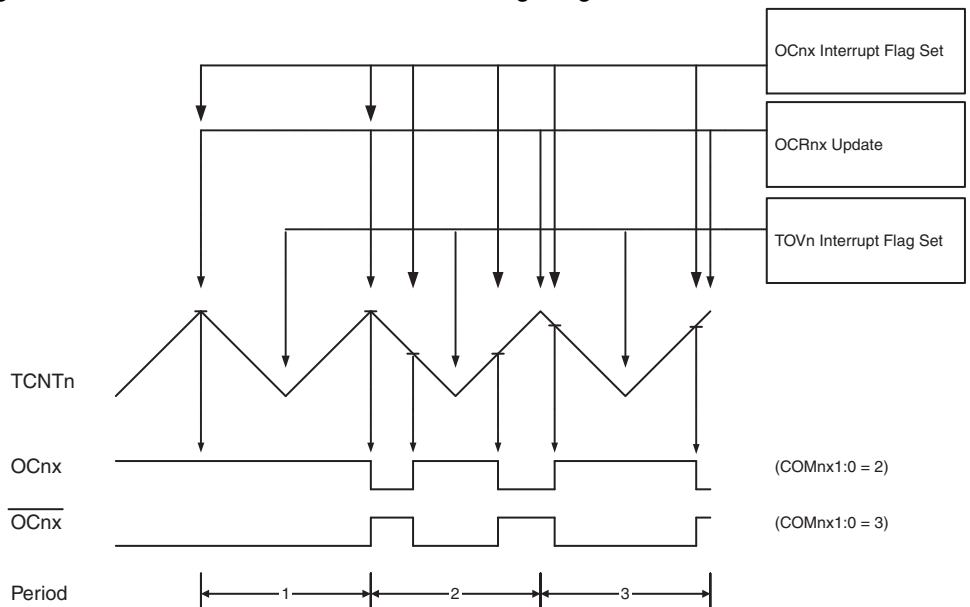 OCnx Interrupt Flag Set
OCRnx Update
TOVn Interrupt Flag Set
TCNTn
OCnx
(COMnx1:0 = 2)
OCnx
(COMnx1:0 = 3)
Period
1
2
3